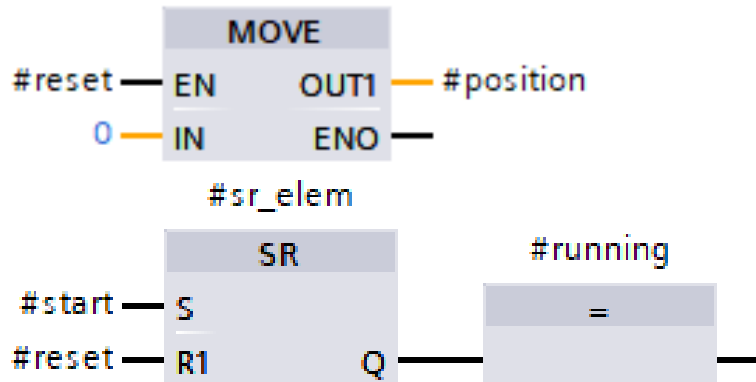 MOVE
#reset EN OUT1 #position
0 IN ENO
#sr_elem
SR #running
#start S =
#reset R1 Q